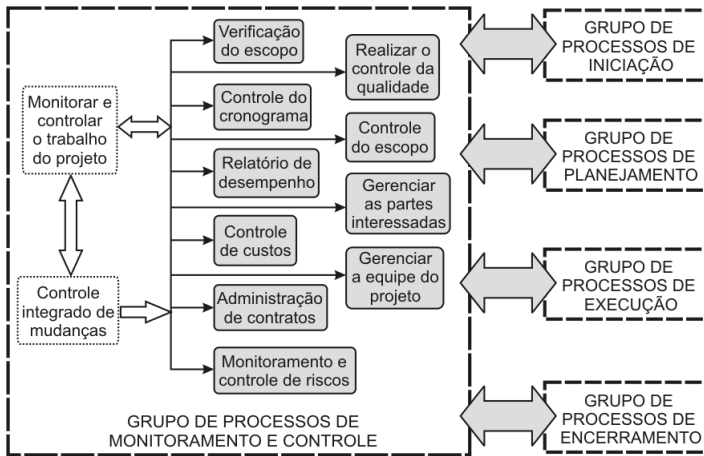 Verificação
do escopo
Realizar o
controle da
qualidade
Monitorar e
controlar
o trabalho
do projeto
Controle do
cronograma
Controle
do escopo
Relatório de
desempenho
Gerenciar
as partes
interessadas
Controle
de custos
Gerenciar
a equipe do
projeto
Controle
integrado de
mudanças
Administração
de contratos
Monitoramento e
controle de riscos
GRUPO DE PROCESSOS DE
MONITORAMENTO E CONTROLE
GRUPO DE
PROCESSOS DE
INICIAÇÃO
GRUPO DE
PROCESSOS DE
PLANEJAMENTO
GRUPO DE
PROCESSOS DE
EXECUÇÃO
GRUPO DE
PROCESSOS DE
ENCERRAMENTO